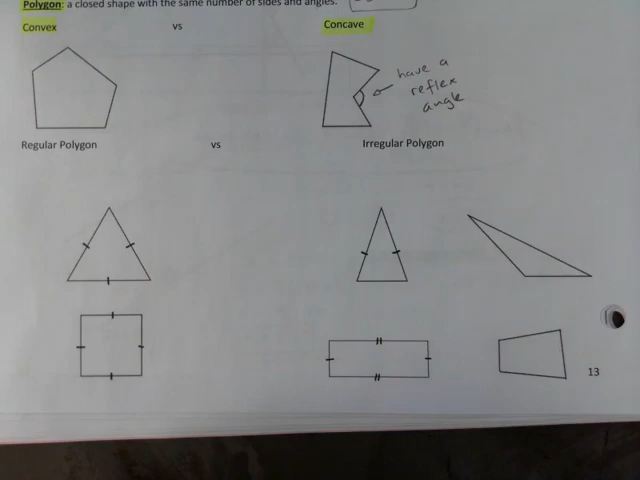 Polygon: a closed shape with the same number of sides and angles.
Convex vs Concave
have a
reflex
angle
Regular Polygon vs Irregular Polygon
13